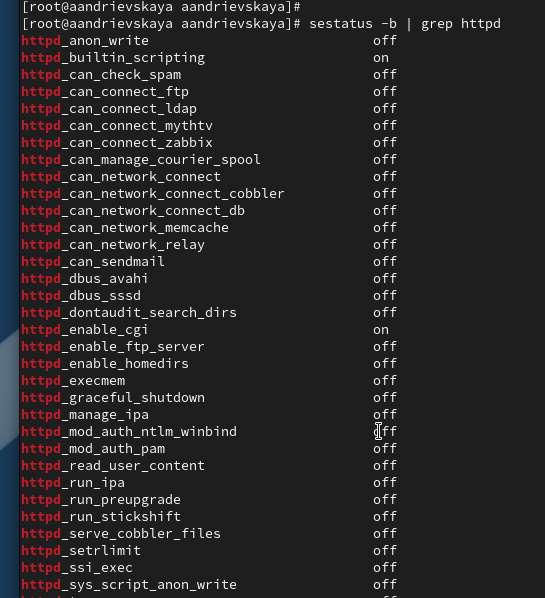 [root@aandrievskaya aandrievskaya]#
[root@aandrievskaya aandrievskaya]# sestatus -b | grep httpd
httpd_anon_write off
httpd_builtin_scripting on
httpd_can_check_spam off
httpd_can_connect_ftp off
httpd_can_connect_ldap off
httpd_can_connect_mythtv off
httpd_can_connect_zabbix off
httpd_can_manage_courier_spool off
httpd_can_network_connect off
httpd_can_network_connect_cobbler off
httpd_can_network_connect_db off
httpd_can_network_memcache off
httpd_can_network_relay off
httpd_can_sendmail off
httpd_dbus_avahi off
httpd_dbus_sssd off
httpd_dontaudit_search_dirs off
httpd_enable_cgi on
httpd_enable_ftp_server off
httpd_enable_homedirs off
httpd_execmem off
httpd_graceful_shutdown off
httpd_manage_ipa off
httpd_mod_auth_ntlm_winbind off
httpd_mod_auth_pam off
httpd_read_user_content off
httpd_run_ipa off
httpd_run_preupgrade off
httpd_run_stickshift off
httpd_serve_cobbler_files off
httpd_setrlimit off
httpd_ssi_exec off
httpd_sys_script_anon_write off